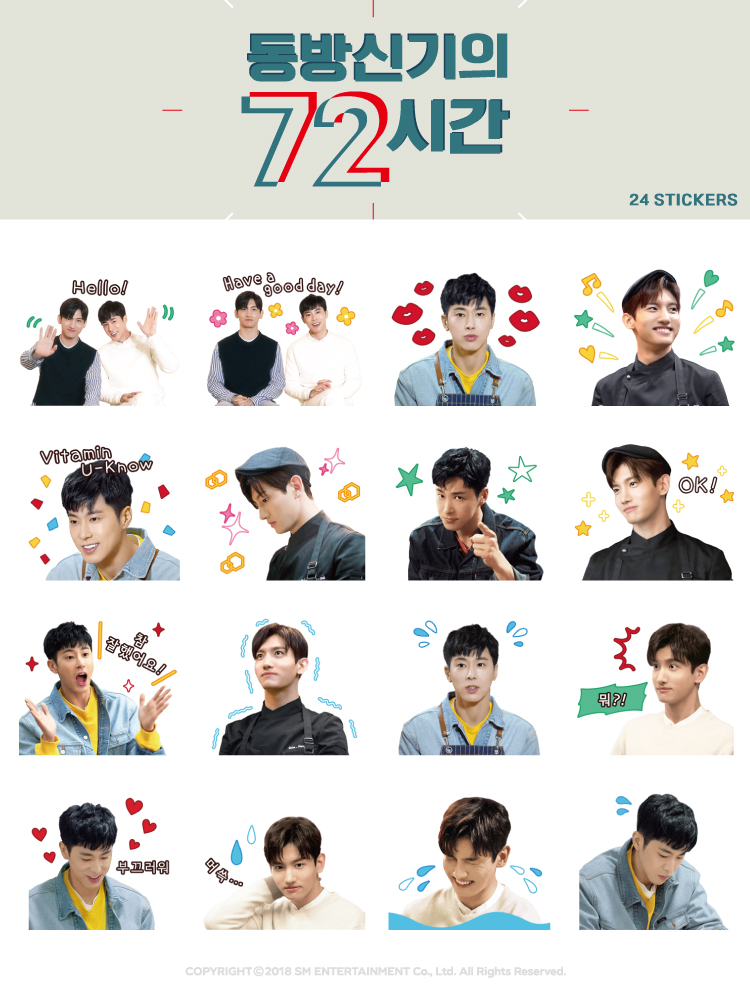 동방신기의
72시간
24 STICKERS
Hello!
Have a
good day!
Vitamin
U-Know
OK!
참
잘했어요!
뭐?!
부끄러워
머쓱...
COPYRIGHT©2018 SM ENTERTAINMENT Co., Ltd. All Rights Reserved.